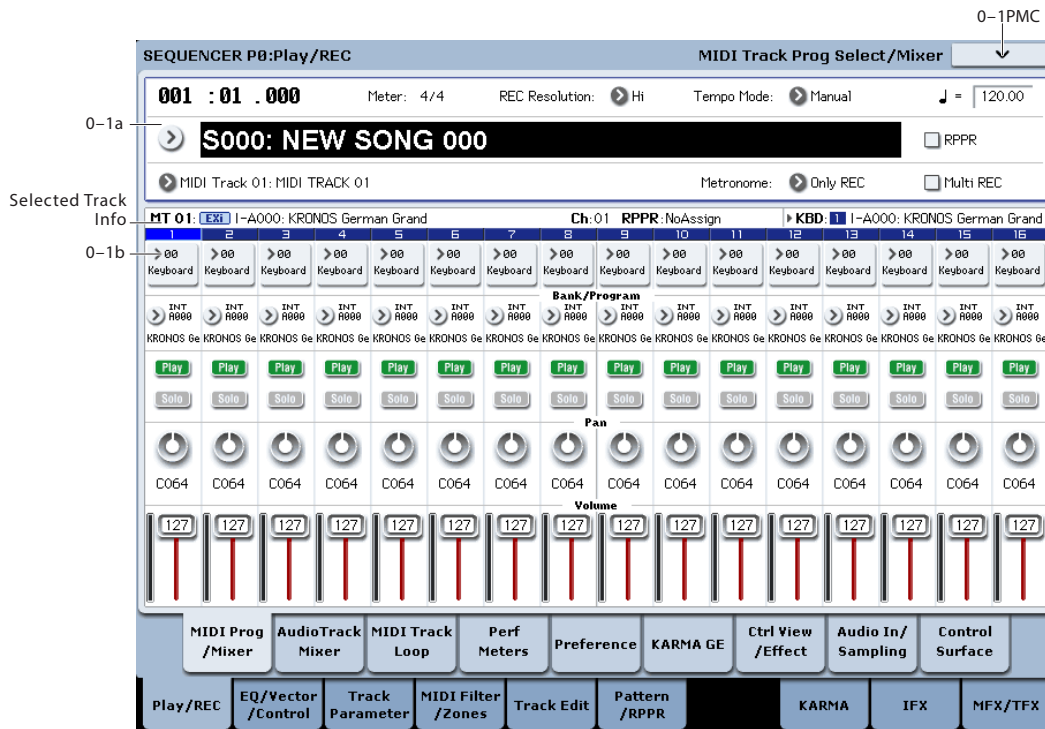 0–1PMC
SEQUENCER P0:Play/REC MIDI Track Prog Select/Mixer
001 :01 .000 Meter: 4/4 REC Resolution: Hi Tempo Mode: Manual ♩ = 120.00
0–1a
S000: NEW SONG 000 RPPR
MIDI Track 01: MIDI TRACK 01 Metronome: Only REC Multi REC
Selected Track
Info
MT 01: EXi I-A000: KRONOS German Grand Ch:01 RPPR:NoAssign KBD: 1 I-A000: KRONOS German Grand
1 2 3 4 5 6 7 8 9 10 11 12 13 14 15 16
0–1b
00 00 00 00 00 00 00 00 00 00 00 00 00 00 00 00
Keyboard Keyboard Keyboard Keyboard Keyboard Keyboard Keyboard Keyboard Keyboard Keyboard Keyboard Keyboard Keyboard Keyboard Keyboard Keyboard
Bank/Program
INT INT INT INT INT INT INT INT INT INT INT INT INT INT INT INT
A000 A000 A000 A000 A000 A000 A000 A000 A000 A000 A000 A000 A000 A000 A000 A000
KRONOS Ge KRONOS Ge KRONOS Ge KRONOS Ge KRONOS Ge KRONOS Ge KRONOS Ge KRONOS Ge KRONOS Ge KRONOS Ge KRONOS Ge KRONOS Ge KRONOS Ge KRONOS Ge KRONOS Ge KRONOS Ge
Play Play Play Play Play Play Play Play Play Play Play Play Play Play Play Play
Solo Solo Solo Solo Solo Solo Solo Solo Solo Solo Solo Solo Solo Solo Solo Solo
Pan
C064 C064 C064 C064 C064 C064 C064 C064 C064 C064 C064 C064 C064 C064 C064 C064
Volume
127 127 127 127 127 127 127 127 127 127 127 127 127 127 127 127
MIDI Prog AudioTrack MIDI Track Perf Preference KARMA GE Ctrl View Audio In/ Control
/Mixer Mixer Loop Meters /Effect Sampling Surface
Play/REC EQ/Vector Track MIDI Filter Track Edit Pattern KARMA IFX MFX/TFX
/Control Parameter /Zones /RPPR